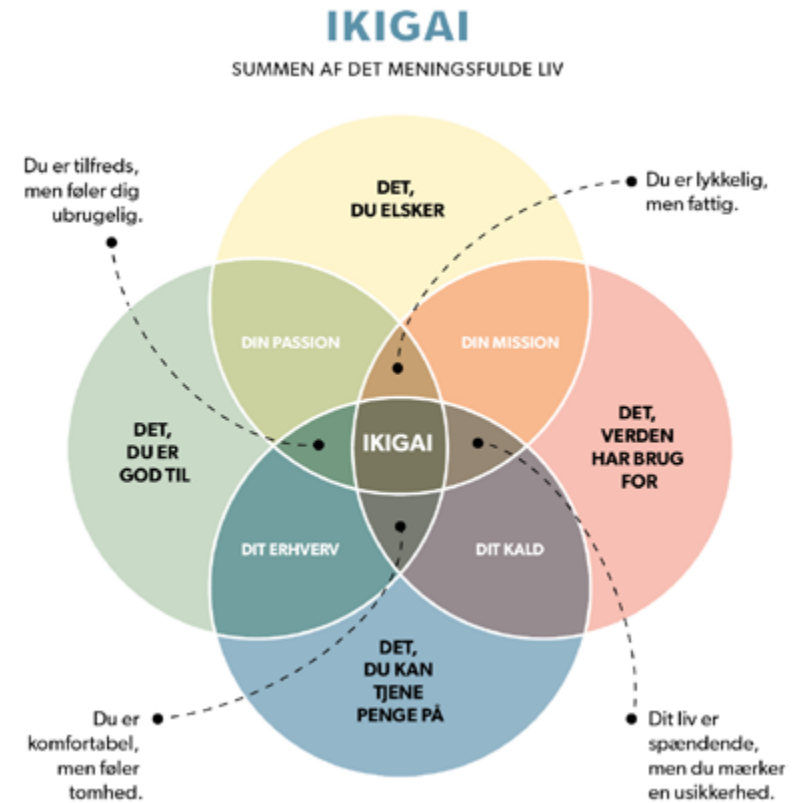 IKIGAI
SUMMEN AF DET MENINGSFULDE LIV
Du er tilfreds,
men føler dig
ubrugelig.
Du er lykkelig,
men fattig.
DET,
DU ELSKER
DIN PASSION
DIN MISSION
DET,
DU ER
GOD TIL
IKIGAI
DET,
VERDEN
HAR BRUG
FOR
DIT ERHVERV
DIT KALD
DET,
DU KAN
TJENE
PENGE PÅ
Du er
komfortabel,
men føler
tomhed.
Dit liv er
spændende,
men du mærker
en usikkerhed.